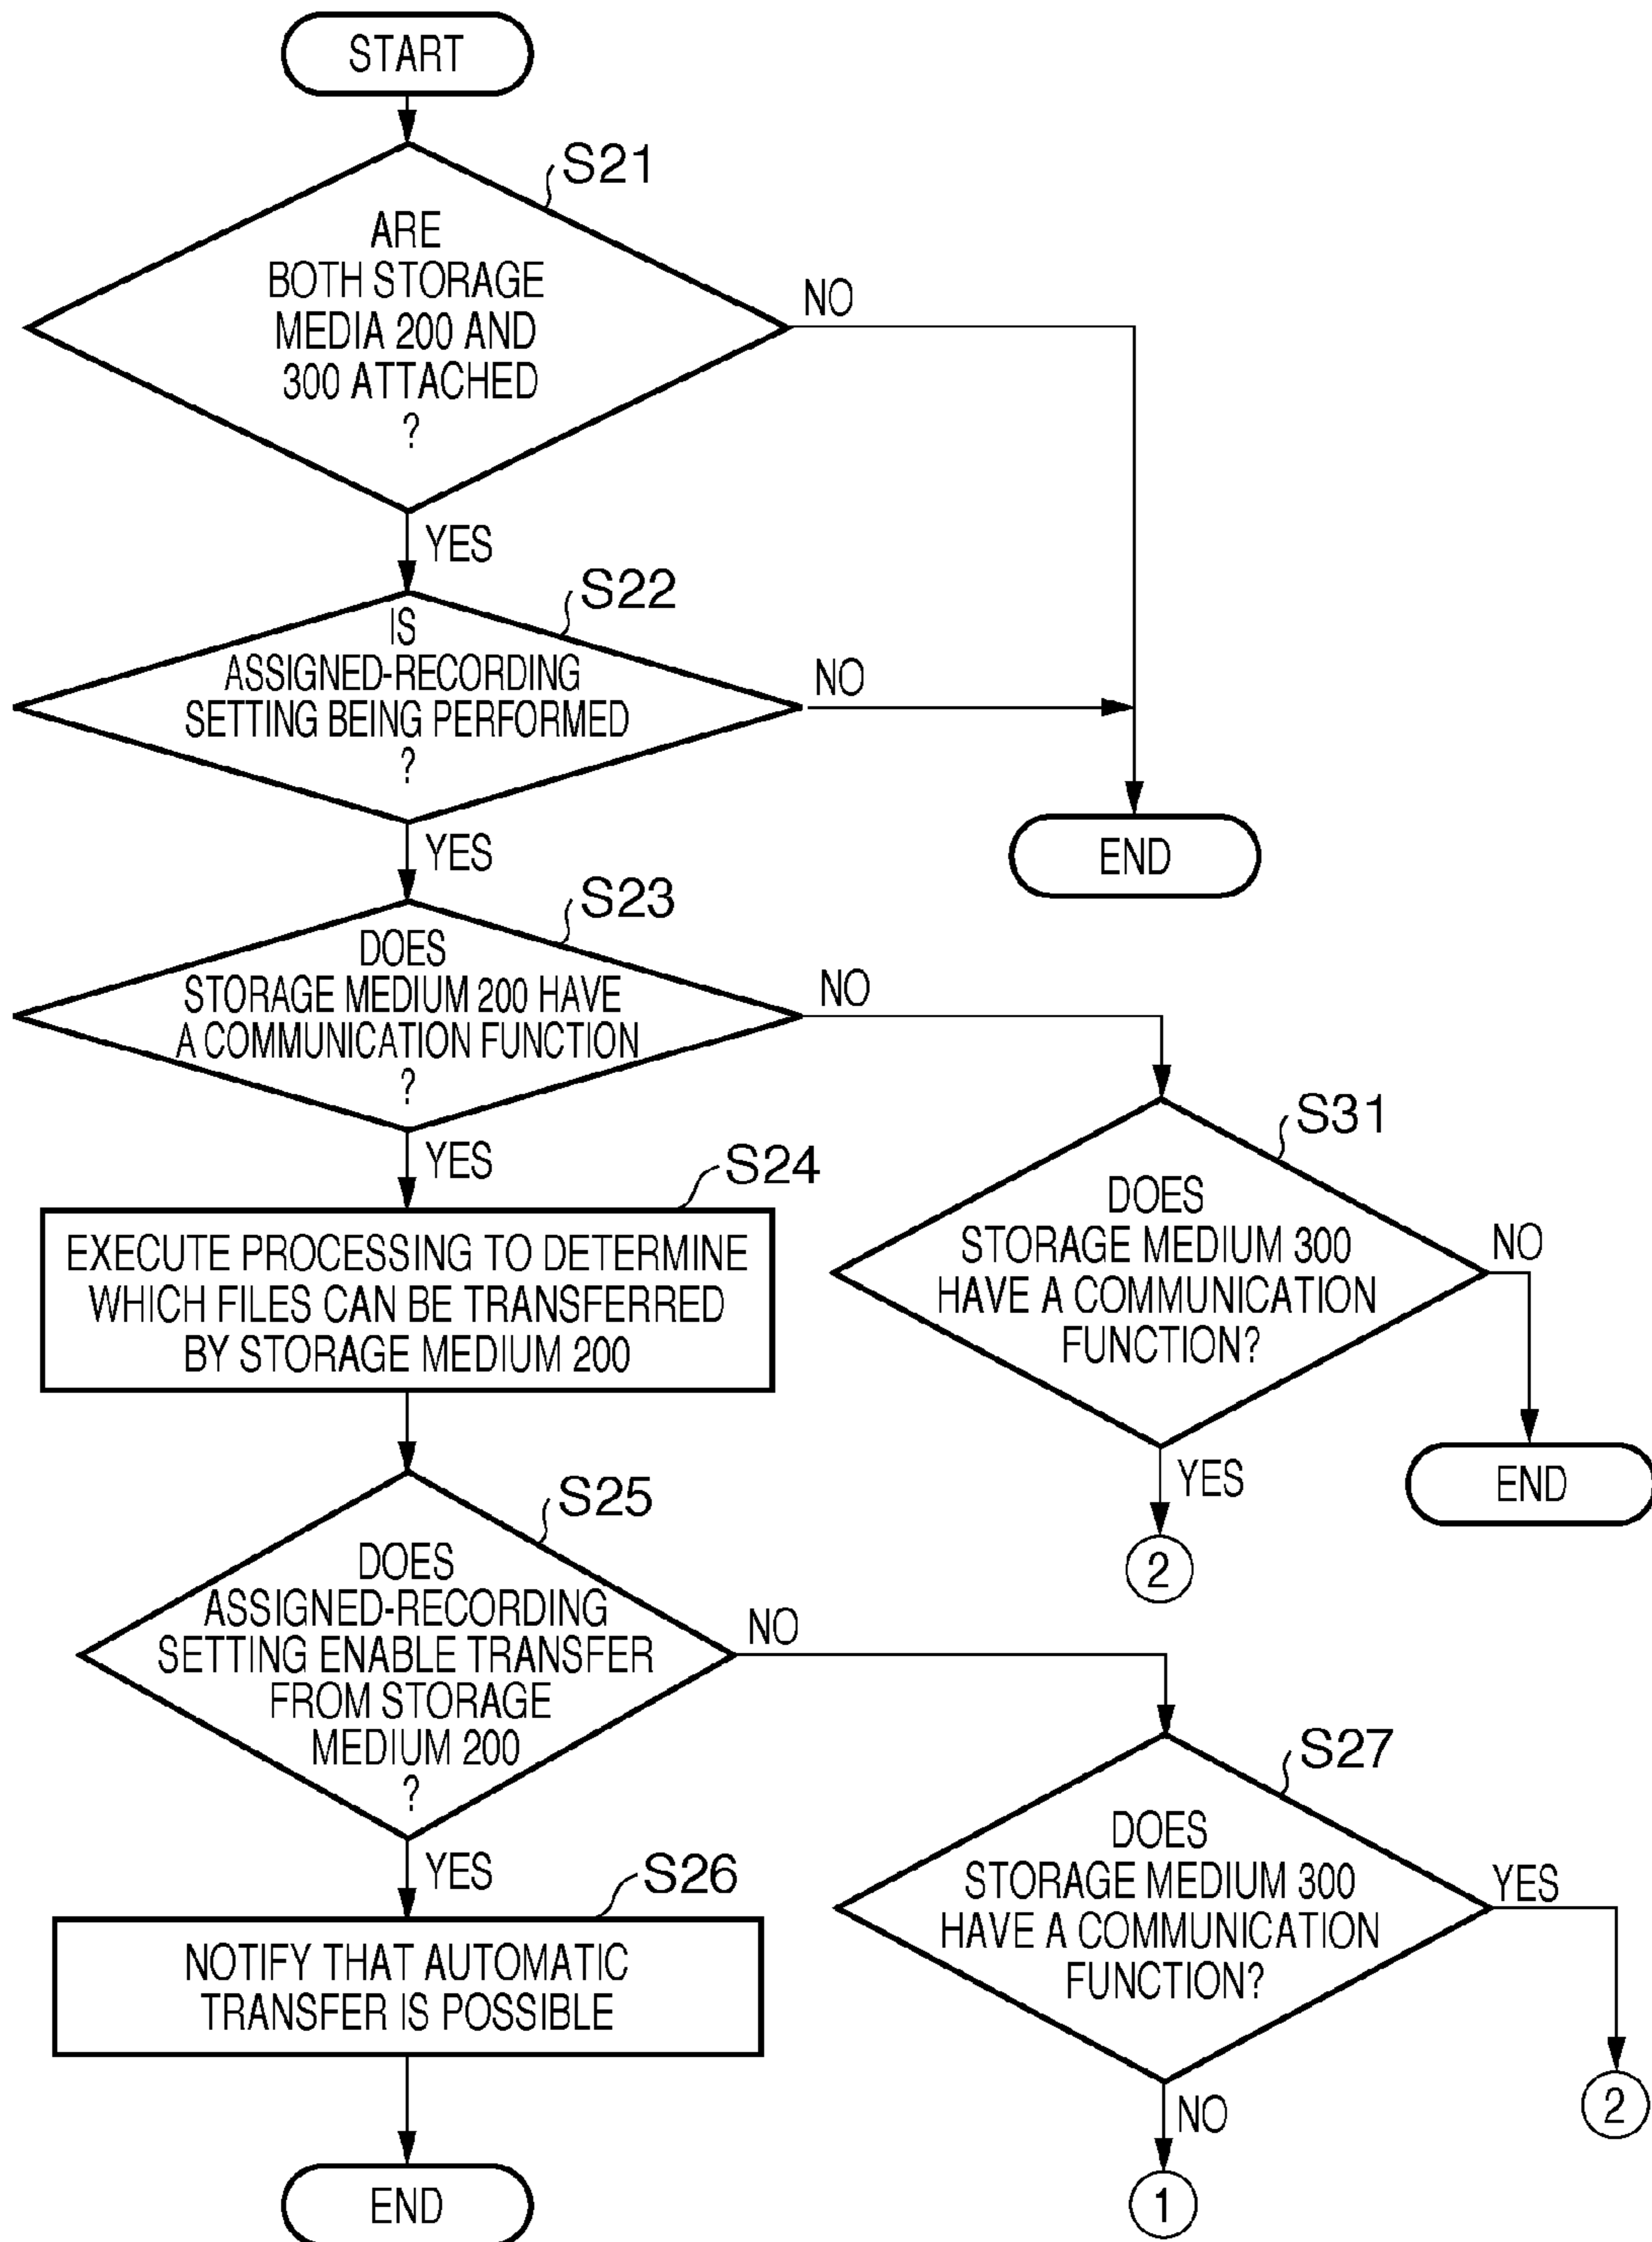 START
S21
ARE
BOTH STORAGE
MEDIA 200 AND
300 ATTACHED
?
NO
YES
S22
IS
ASSIGNED-RECORDING
SETTING BEING PERFORMED
?
NO
END
YES
S23
DOES
STORAGE MEDIUM 200 HAVE
A COMMUNICATION FUNCTION
?
NO
YES
S24
EXECUTE PROCESSING TO DETERMINE
WHICH FILES CAN BE TRANSFERRED
BY STORAGE MEDIUM 200
S31
DOES
STORAGE MEDIUM 300
HAVE A COMMUNICATION
FUNCTION?
NO
END
YES
2
S25
DOES
ASSIGNED-RECORDING
SETTING ENABLE TRANSFER
FROM STORAGE
MEDIUM 200
?
NO
YES
S26
NOTIFY THAT AUTOMATIC
TRANSFER IS POSSIBLE
END
S27
DOES
STORAGE MEDIUM 300
HAVE A COMMUNICATION
FUNCTION?
YES
2
NO
1